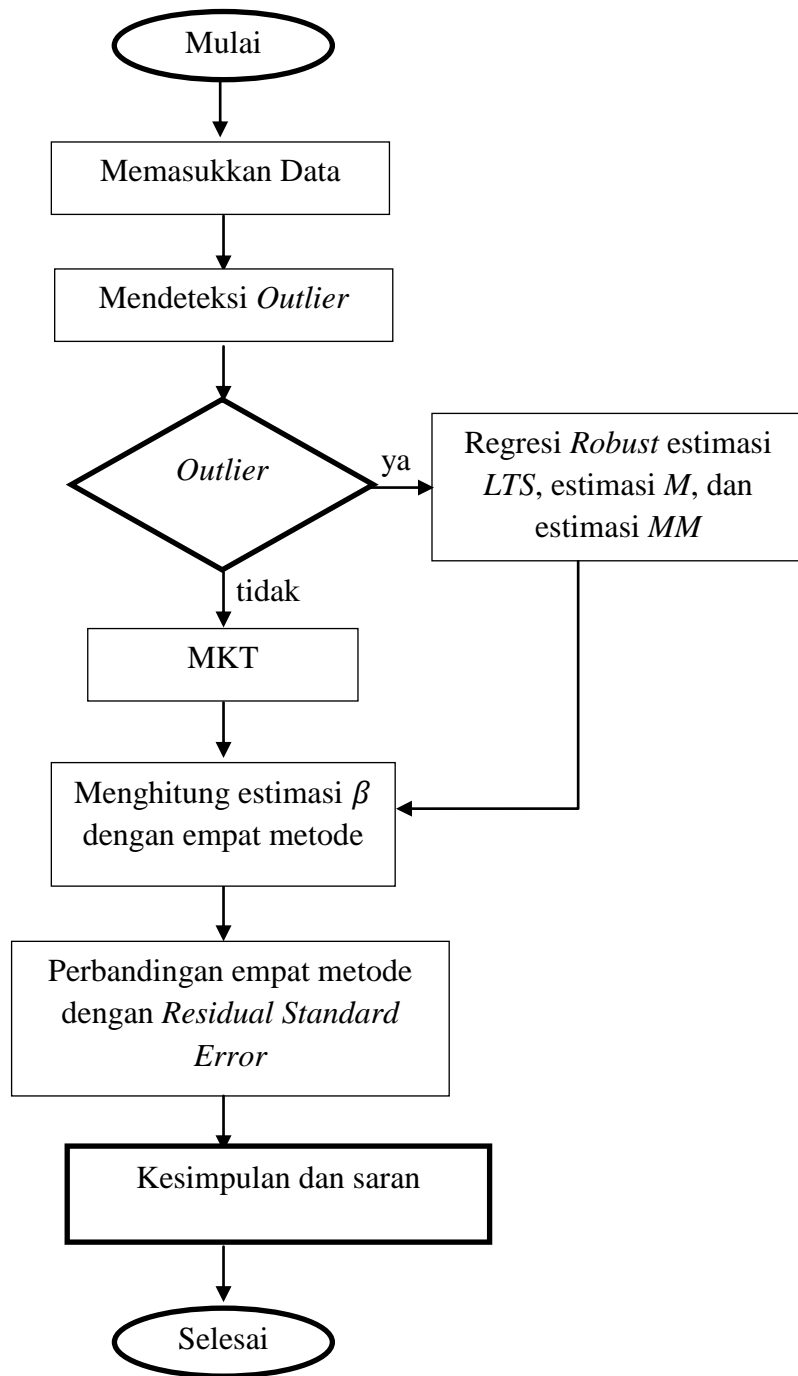 Mulai
Memasukkan Data
Mendeteksi Outlier
Outlier
ya
Regresi Robust estimasi
LTS, estimasi M, dan
estimasi MM
tidak
MKT
Menghitung estimasi β
dengan empat metode
Perbandingan empat metode
dengan Residual Standard
Error
Kesimpulan dan saran
Selesai